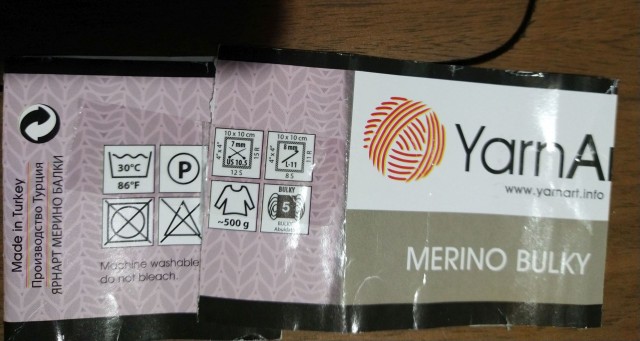 Made in Turkey
Производство Турция
ЯРНАРТ МЕРИНО БАЛКИ
30°C
86°F
P
Machine washable
do not bleach.
10 x 10 cm
4" x 4"
7 mm
US 10.5
15 R
12 S
10 x 10 cm
4" x 4"
8 mm
L-11
11 R
8 S
~500 g
BULKY
5
YarnAr
www.yarnart.info
MERINO BULKY